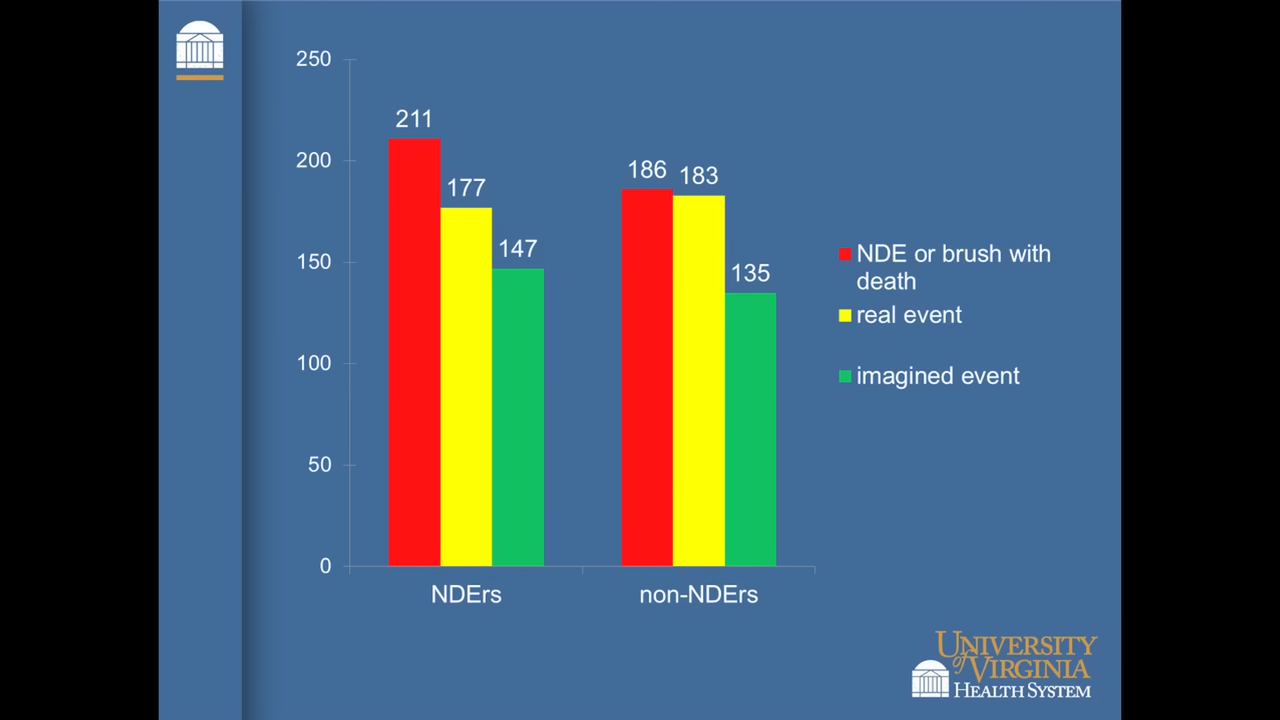 250
211
200
177
186
183
150
147
135
NDE or brush with
death
real event
imagined event
100
50
0
NDErs
non-NDErs
UNIVERSITY
of VIRGINIA
HEALTH SYSTEM